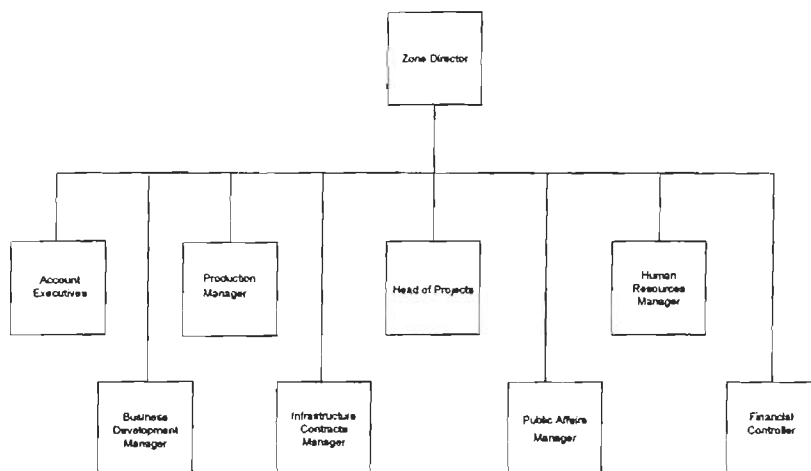 Zone Director
Account
Executives
Production
Manager
Head of Projects
Human
Resources
Manager
Business
Development
Manager
Infrastructure
Contracts
Manager
Public Affairs
Manager
Financial
Controller